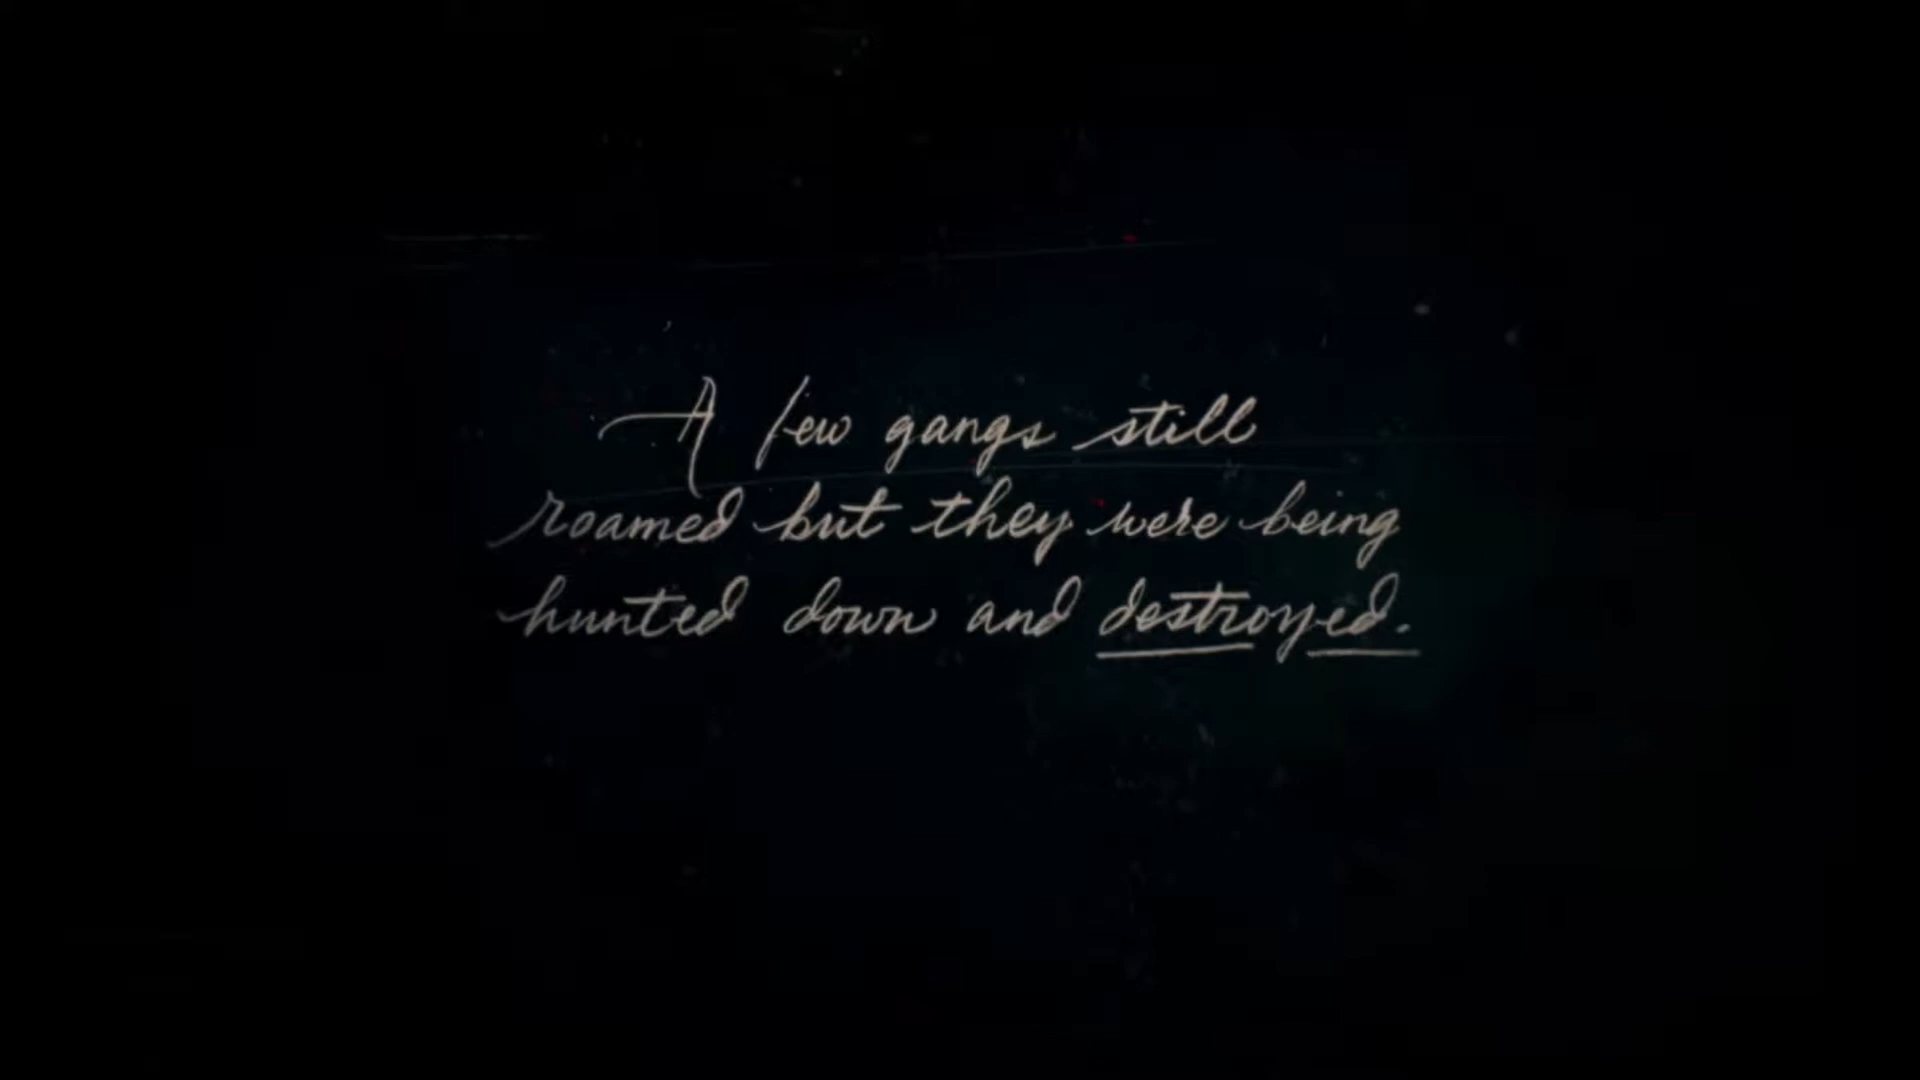 A few gangs still
roamed but they were being
hunted down and destroyed.